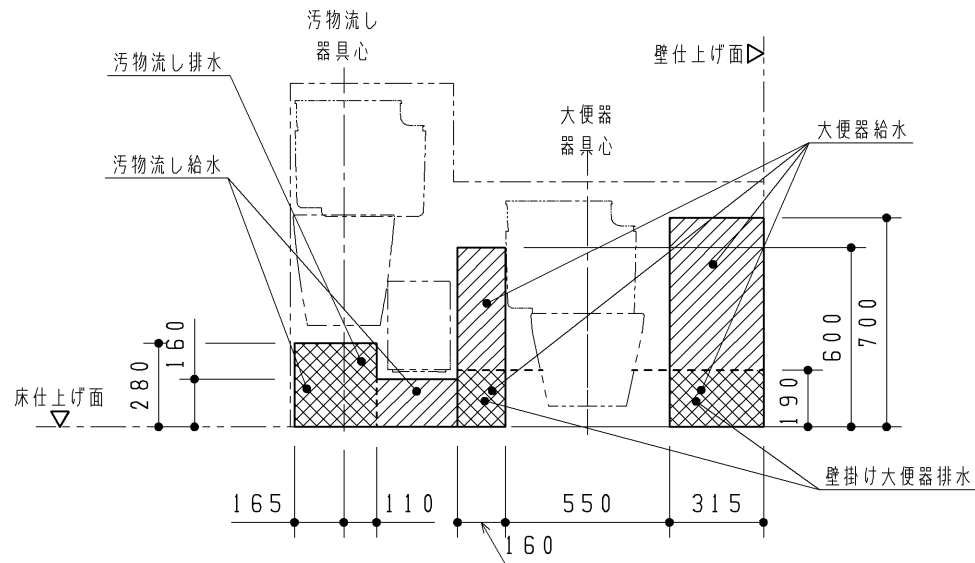 汚物流し
器具心
壁仕上げ面
汚物流し排水
大便器
器具心
大便器給水
汚物流し給水
160
280
床仕上げ面
600
700
190
壁掛け大便器排水
165
110
550
315
160